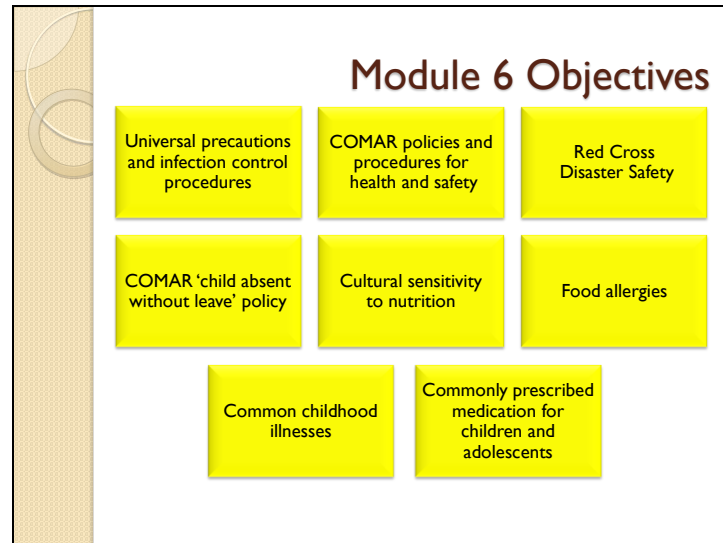 Module 6 Objectives
Universal precautions
and infection control
procedures
COMAR policies and
procedures for
health and safety
Red Cross
Disaster Safety
COMAR ‘child absent
without leave’ policy
Cultural sensitivity
to nutrition
Food allergies
Common childhood
illnesses
Commonly prescribed
medication for
children and
adolescents